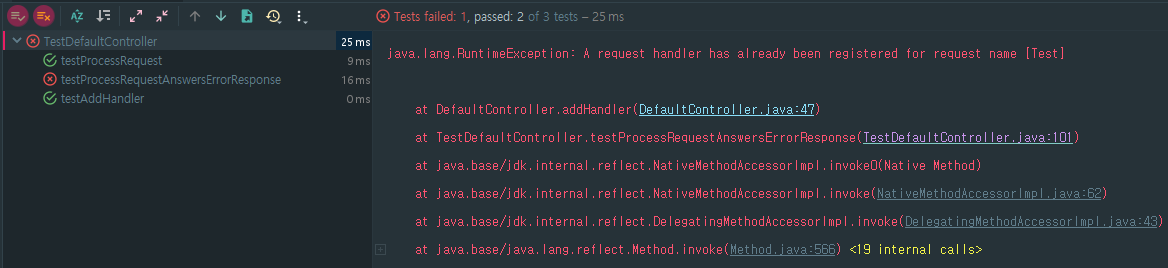 Tests failed: 1, passed: 2 of 3 tests – 25 ms
TestDefaultController 25 ms
testProcessRequest 9 ms
testProcessRequestAnswersErrorResponse 16 ms
testAddHandler 0 ms
java.lang.RuntimeException: A request handler has already been registered for request name [Test]
at DefaultController.addHandler(DefaultController.java:47)
at TestDefaultController.testProcessRequestAnswersErrorResponse(TestDefaultController.java:101)
at java.base/jdk.internal.reflect.NativeMethodAccessorImpl.invoke0(Native Method)
at java.base/jdk.internal.reflect.NativeMethodAccessorImpl.invoke(NativeMethodAccessorImpl.java:62)
at java.base/jdk.internal.reflect.DelegatingMethodAccessorImpl.invoke(DelegatingMethodAccessorImpl.java:43)
at java.base/java.lang.reflect.Method.invoke(Method.java:566) <19 internal calls>